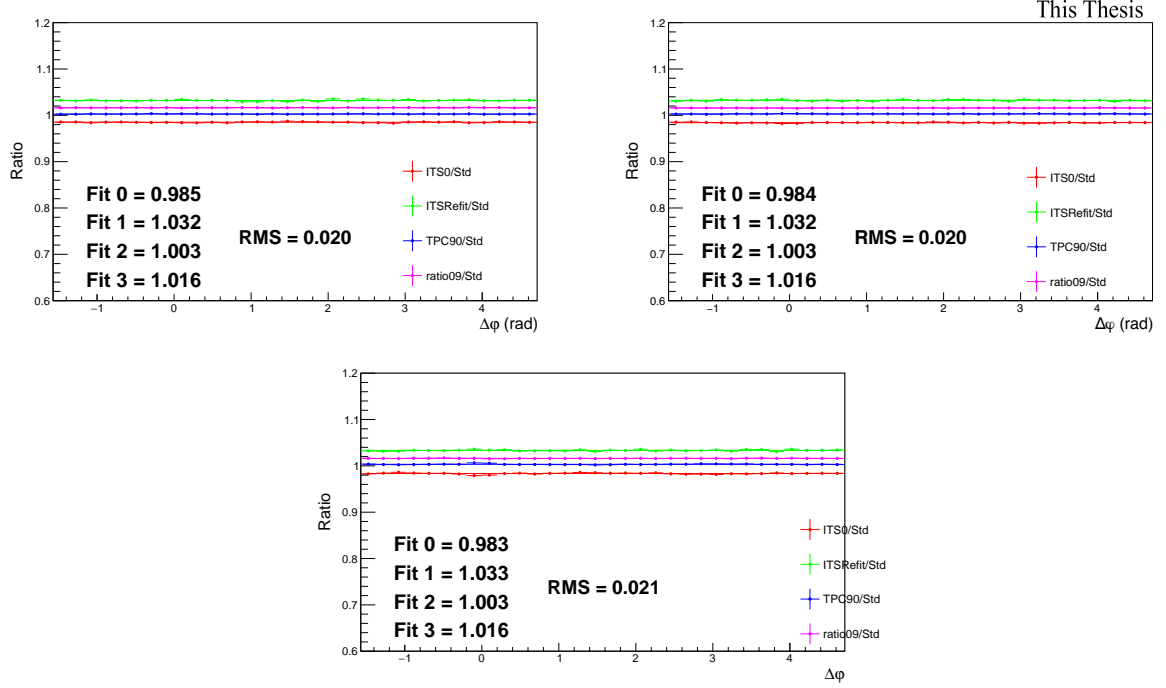 This Thesis
1.2
1.1
1
0.9
0.8
0.7
0.6
Ratio
ITS0/Std
ITSRefit/Std
TPC90/Std
ratio09/Std
Fit 0 = 0.985
Fit 1 = 1.032
Fit 2 = 1.003
Fit 3 = 1.016
RMS = 0.020
−1 0 1 2 3 4
Δφ (rad)
1.2
1.1
1
0.9
0.8
0.7
0.6
Ratio
ITS0/Std
ITSRefit/Std
TPC90/Std
ratio09/Std
Fit 0 = 0.984
Fit 1 = 1.032
Fit 2 = 1.003
Fit 3 = 1.016
RMS = 0.020
−1 0 1 2 3 4
Δφ (rad)
1.2
1.1
1
0.9
0.8
0.7
0.6
Ratio
ITS0/Std
ITSRefit/Std
TPC90/Std
ratio09/Std
Fit 0 = 0.983
Fit 1 = 1.033
Fit 2 = 1.003
Fit 3 = 1.016
RMS = 0.021
−1 0 1 2 3 4
Δφ